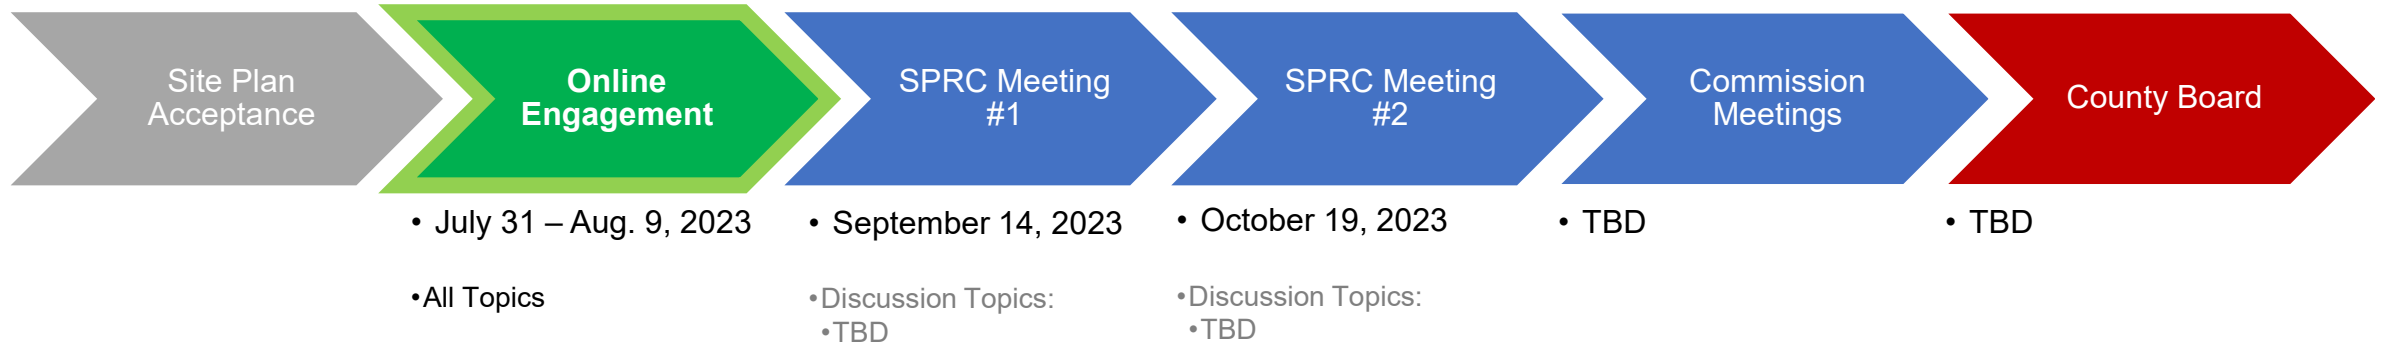 Site Plan
Acceptance
Online
Engagement
SPRC Meeting
#1
SPRC Meeting
#2
Commission
Meetings
County Board
• July 31 – Aug. 9, 2023
•All Topics
• September 14, 2023
•Discussion Topics:
•TBD
• October 19, 2023
•Discussion Topics:
•TBD
• TBD
• TBD